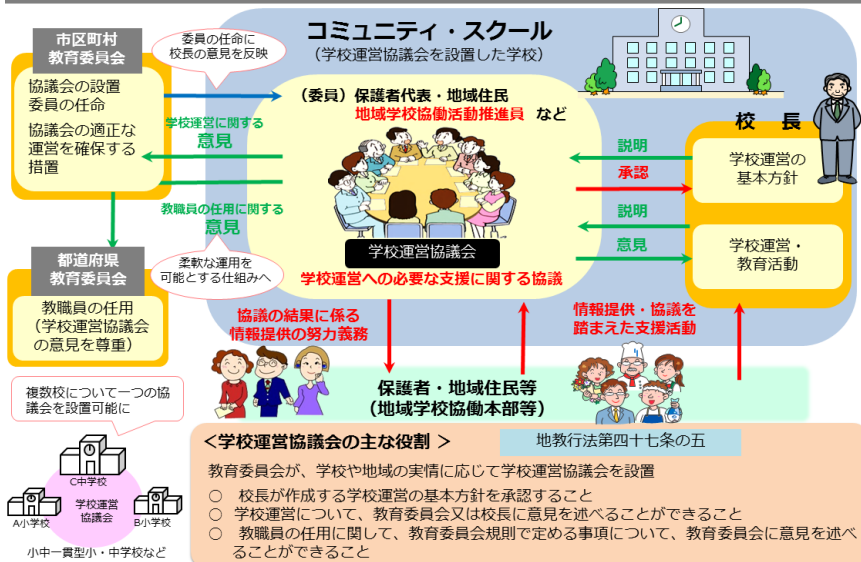 コミュニティ・スクール
（学校運営協議会を設置した学校）
市区町村
教育委員会
協議会の設置
委員の任命
協議会の適正な
運営を確保する
措置
委員の任命に
校長の意見を反映
学校運営に関する
意見
教職員の任用に関する
意見
柔軟な運用を
可能とする仕組みへ
都道府県
教育委員会
教職員の任用
（学校運営協議会
の意見を尊重）
（委員）保護者代表・地域住民
地域学校協働活動推進員 など
学校運営協議会
学校運営への必要な支援に関する協議
説明
承認
説明
意見
校 長
学校運営の
基本方針
学校運営・
教育活動
協議の結果に係る
情報提供の努力義務
情報提供・協議を
踏まえた支援活動
保護者・地域住民等
（地域学校協働本部等）
複数校について一つの協
議会を設置可能に
C中学校
学校運営
協議会
A小学校
B小学校
小中一貫型小・中学校など
＜学校運営協議会の主な役割 ＞
地教行法第四十七条の五
教育委員会が、学校や地域の実情に応じて学校運営協議会を設置
○ 校長が作成する学校運営の基本方針を承認すること
○ 学校運営について、教育委員会又は校長に意見を述べることができること
○ 教職員の任用に関して、教育委員会規則で定める事項について、教育委員会に意見を述べ
ることができること